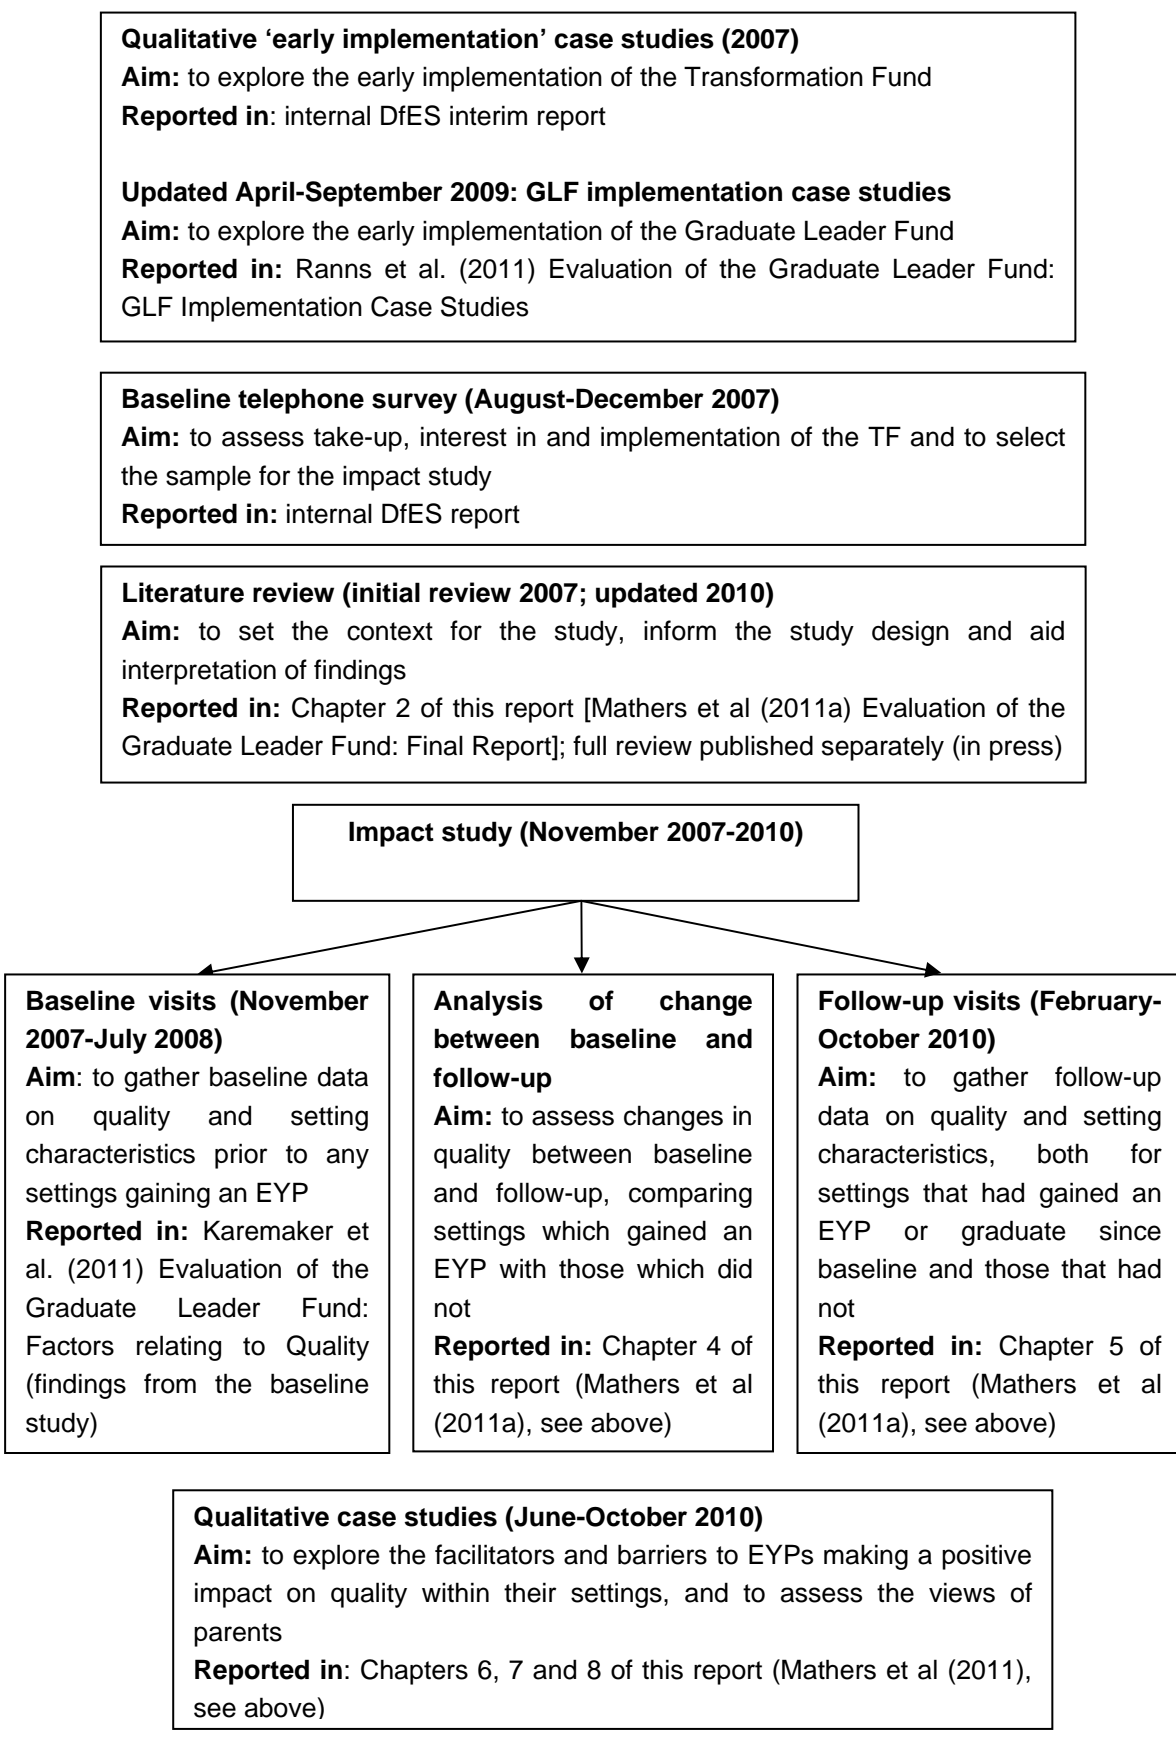 Qualitative ‘early implementation’ case studies (2007)
Aim: to explore the early implementation of the Transformation Fund
Reported in: internal DfES interim report
Updated April-September 2009: GLF implementation case studies
Aim: to explore the early implementation of the Graduate Leader Fund
Reported in: Ranns et al. (2011) Evaluation of the Graduate Leader Fund:
GLF Implementation Case Studies
Baseline telephone survey (August-December 2007)
Aim: to assess take-up, interest in and implementation of the TF and to select
the sample for the impact study
Reported in: internal DfES report
Literature review (initial review 2007; updated 2010)
Aim: to set the context for the study, inform the study design and aid
interpretation of findings
Reported in: Chapter 2 of this report [Mathers et al (2011a) Evaluation of the
Graduate Leader Fund: Final Report]; full review published separately (in press)
Impact study (November 2007-2010)
Baseline visits (November
2007-July 2008)
Aim: to gather baseline data
on quality and setting
characteristics prior to any
settings gaining an EYP
Reported in: Karemaker et
al. (2011) Evaluation of the
Graduate Leader Fund:
Factors relating to Quality
(findings from the baseline
study)
Analysis of change
between baseline and
follow-up
Aim: to assess changes in
quality between baseline
and follow-up, comparing
settings which gained an
EYP with those which did
not
Reported in: Chapter 4 of
this report (Mathers et al
(2011a), see above)
Follow-up visits (February-
October 2010)
Aim: to gather follow-up
data on quality and setting
characteristics, both for
settings that had gained an
EYP or graduate since
baseline and those that had
not
Reported in: Chapter 5 of
this report (Mathers et al
(2011a), see above)
Qualitative case studies (June-October 2010)
Aim: to explore the facilitators and barriers to EYPs making a positive
impact on quality within their settings, and to assess the views of
parents
Reported in: Chapters 6, 7 and 8 of this report (Mathers et al (2011),
see above)